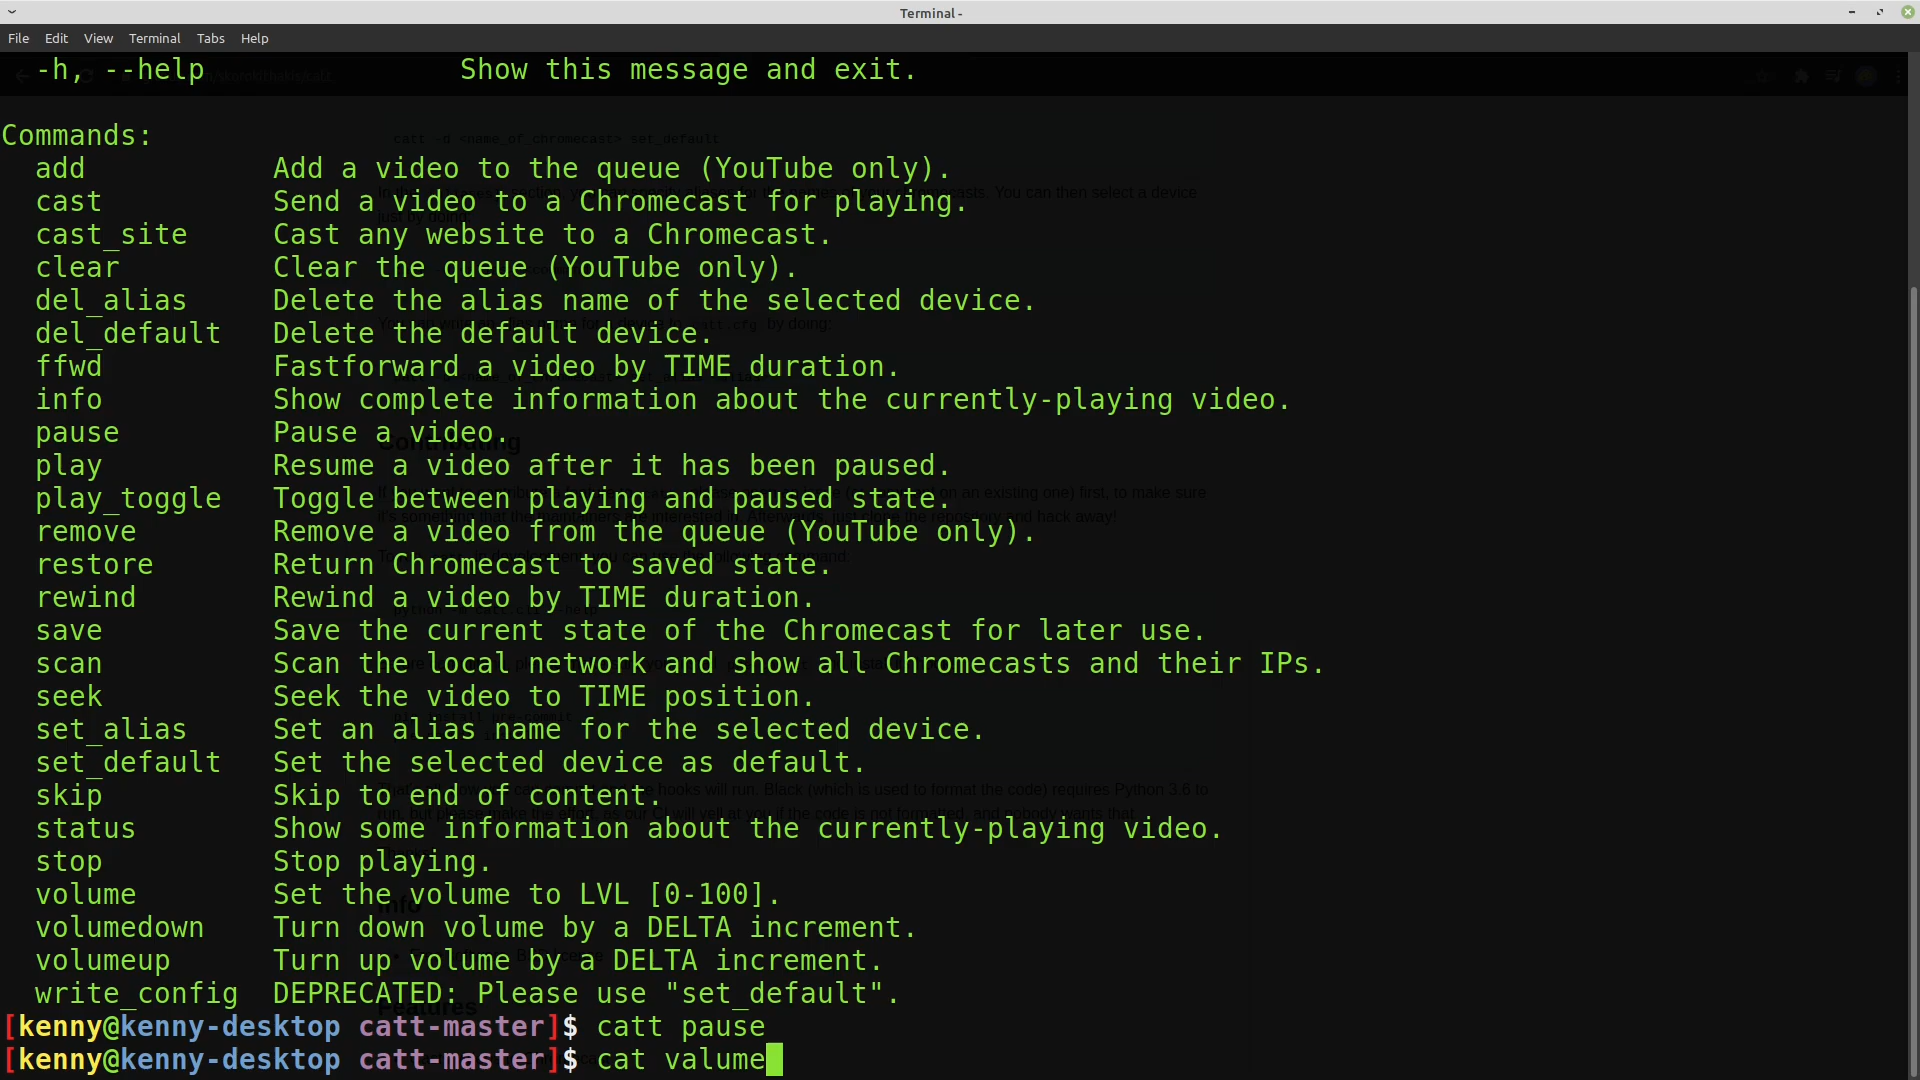 Terminal -
File Edit View Terminal Tabs Help
-h, --help Show this message and exit.
Commands:
catt -d <name_of_chromecast> set_default
add Add a video to the queue (YouTube only).
cast Send a video to a Chromecast for playing.
cast_site Cast any website to a Chromecast.
clear Clear the queue (YouTube only).
del_alias Delete the alias name of the selected device.
del_default Delete the default device.
ffwd Fastforward a video by TIME duration.
info Show complete information about the currently-playing video.
pause Pause a video.
play Resume a video after it has been paused.
play_toggle Toggle between playing and paused state.
remove Remove a video from the queue (YouTube only).
restore Return Chromecast to saved state.
rewind Rewind a video by TIME duration.
save Save the current state of the Chromecast for later use.
scan Scan the local network and show all Chromecasts and their IPs.
seek Seek the video to TIME position.
set_alias Set an alias name for the selected device.
set_default Set the selected device as default.
skip Skip to end of content.
status Show some information about the currently-playing video.
stop Stop playing.
volume Set the volume to LVL [0-100].
volumedown Turn down volume by a DELTA increment.
volumeup Turn up volume by a DELTA increment.
write_config DEPRECATED: Please use "set_default".
[kenny@kenny-desktop catt-master]$ catt pause
[kenny@kenny-desktop catt-master]$ cat valume